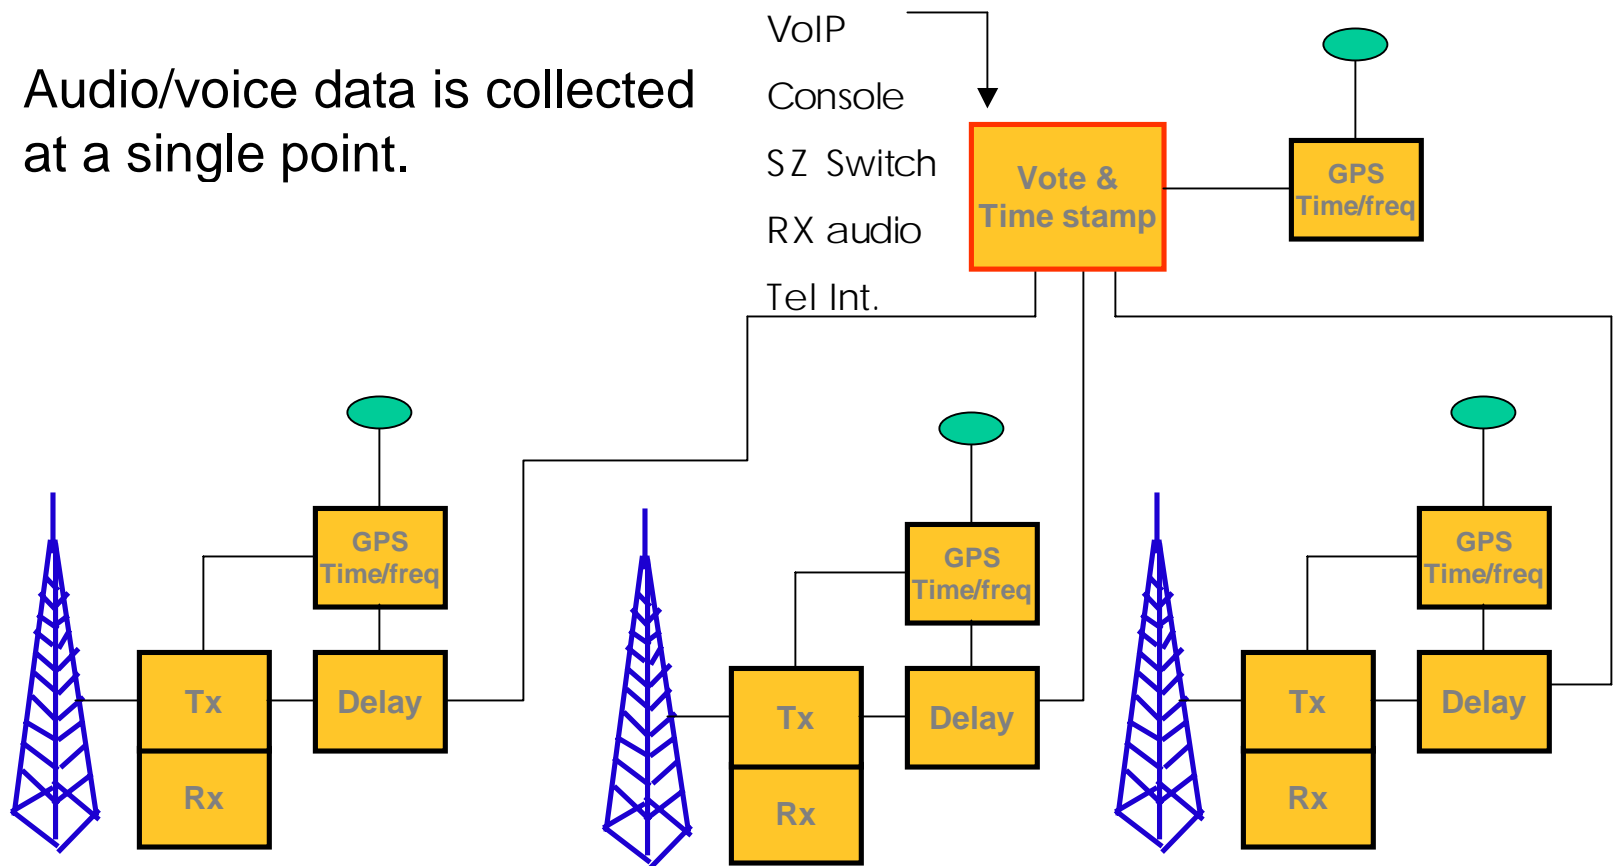 Audio/voice data is collected
at a single point.
VoIP
Console
SZ Switch
RX audio
Tel Int.
Vote &
Time stamp
GPS
Time/freq
GPS
Time/freq
Tx
Delay
Rx
GPS
Time/freq
Tx
Delay
Rx
GPS
Time/freq
Tx
Delay
Rx